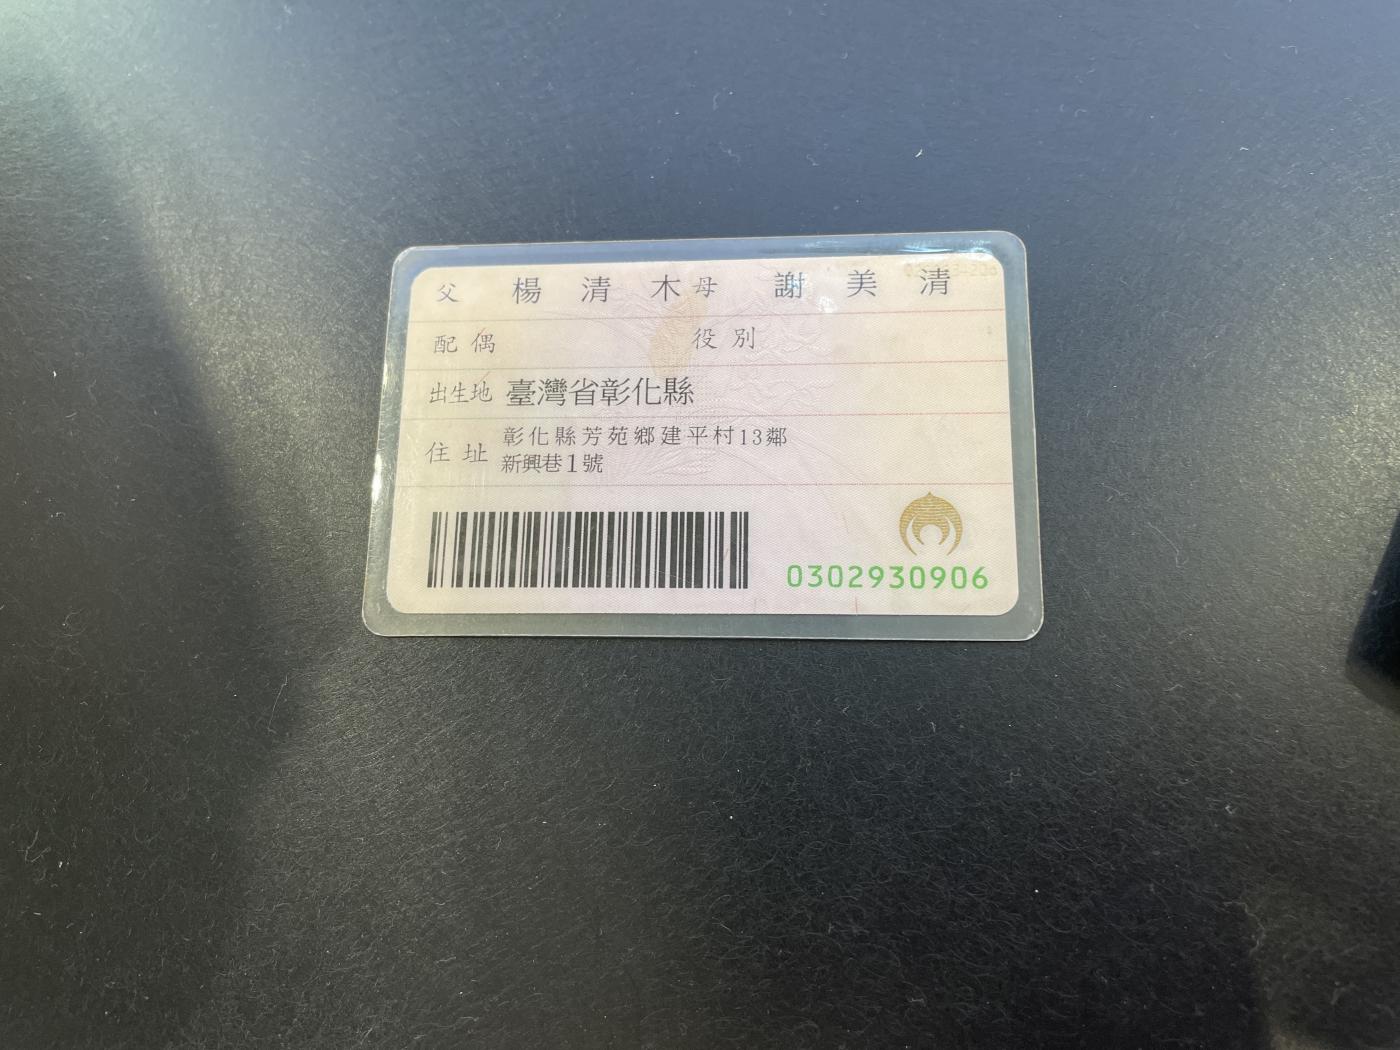 父 楊清木 母 謝美清
配偶 役別
出生地 臺灣省彰化縣
住址 彰化縣芳苑鄉建平村13鄰
新興巷1號
0302930906